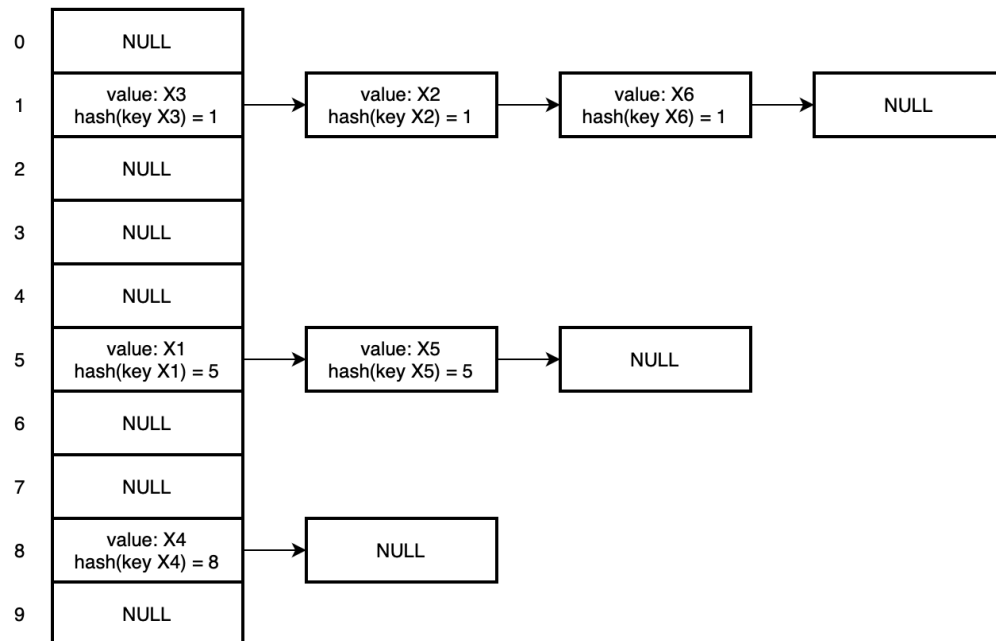 0
NULL
1
value: X3
hash(key X3) = 1
value: X2
hash(key X2) = 1
value: X6
hash(key X6) = 1
NULL
2
NULL
3
NULL
4
NULL
5
value: X1
hash(key X1) = 5
value: X5
hash(key X5) = 5
NULL
6
NULL
7
NULL
8
value: X4
hash(key X4) = 8
NULL
9
NULL